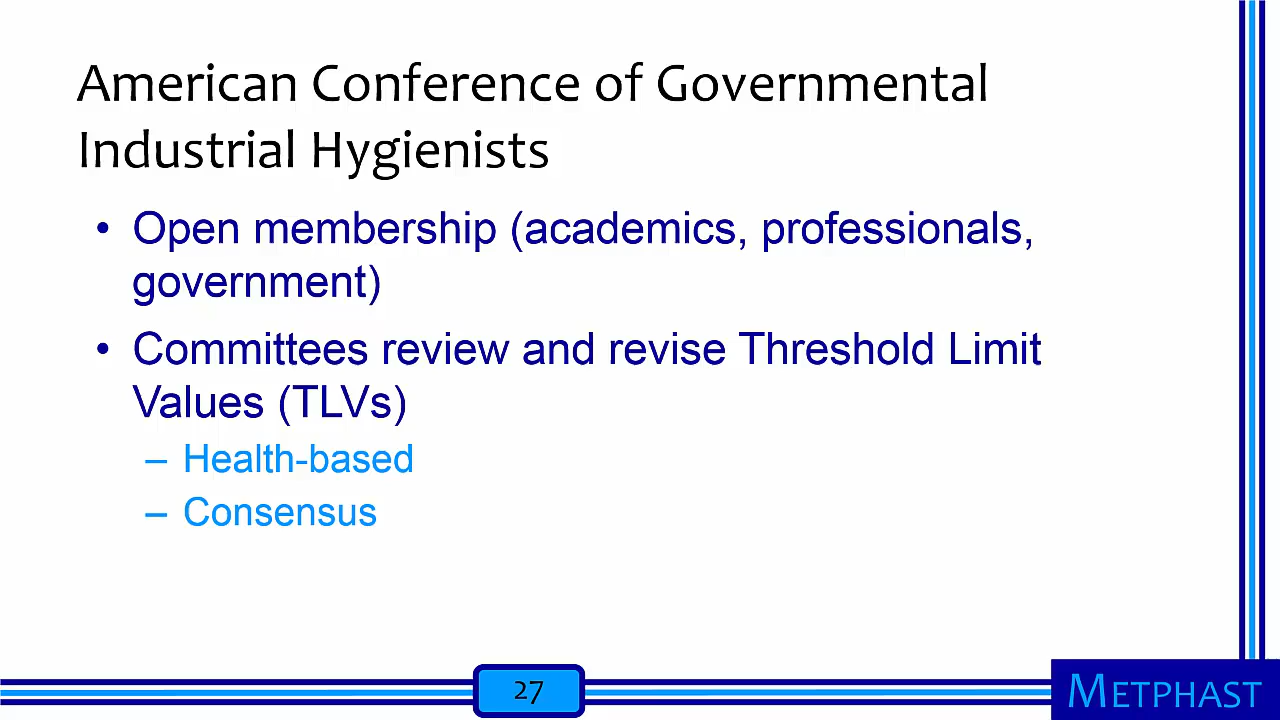 American Conference of Governmental
Industrial Hygienists
• Open membership (academics, professionals,
government)
• Committees review and revise Threshold Limit
Values (TLVs)
– Health-based
– Consensus
27
METPHAST